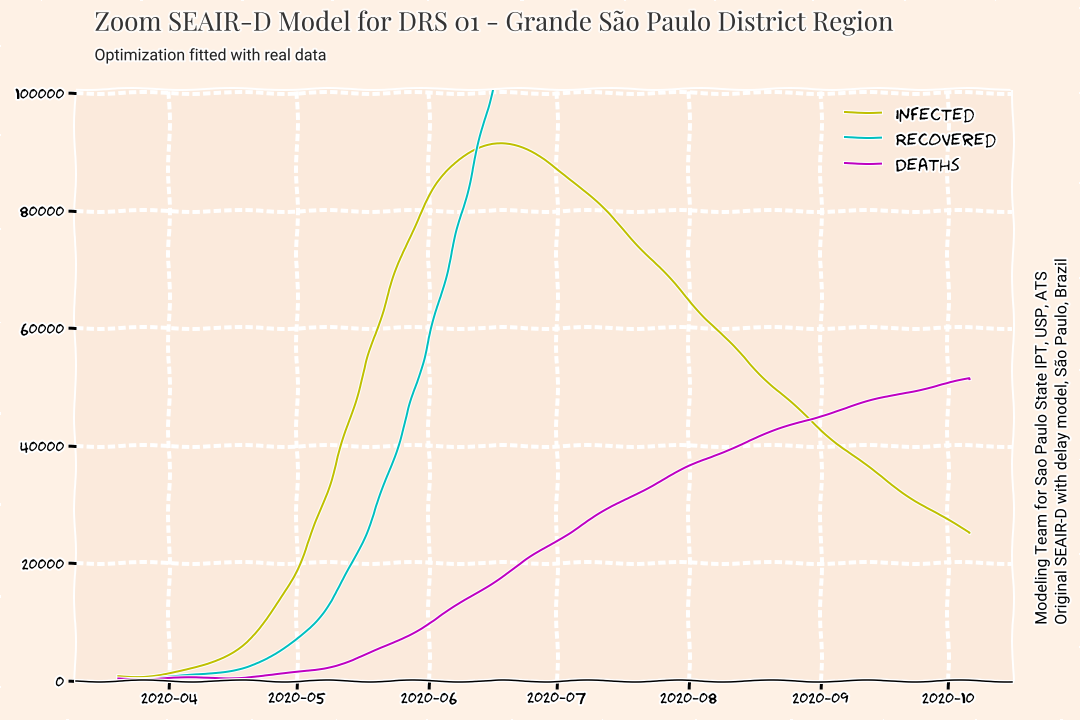 Zoom SEAIR-D Model for DRS 01 - Grande São Paulo District Region
Optimization fitted with real data
100000
80000
60000
40000
20000
0
2020-04
2020-05
2020-06
2020-07
2020-08
2020-09
2020-10
INFECTED
RECOVERED
DEATHS
Modeling Team for Sao Paulo State IPT, USP, ATS
Original SEAIR-D with delay model, São Paulo, Brazil